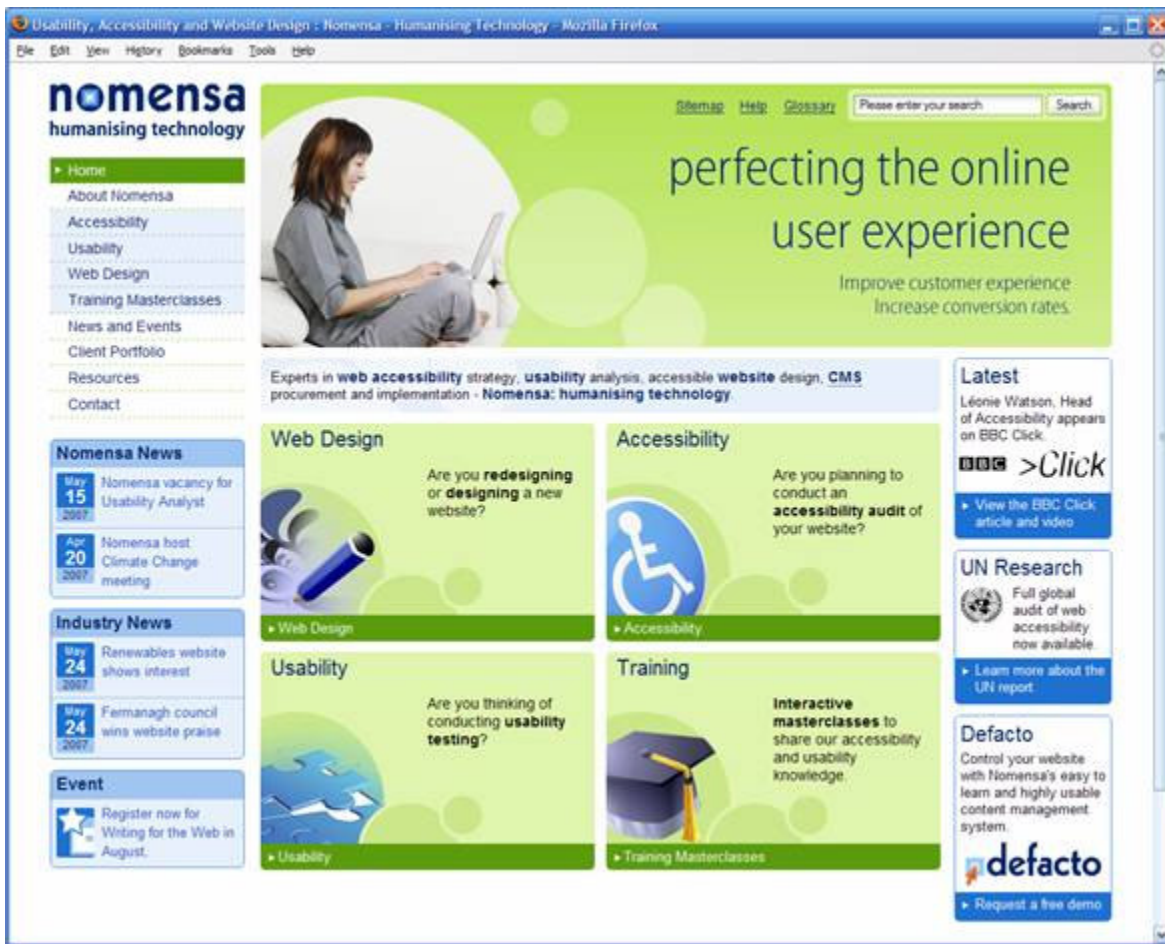 Usability, Accessibility and Website Design : Nomensa - Humanising Technology - Mozilla Firefox
File Edit View History Bookmarks Tools Help
nomensa
humanising technology
Home
About Nomensa
Accessibility
Usability
Web Design
Training Masterclasses
News and Events
Client Portfolio
Resources
Contact
Nomensa News
May
15
2007
Nomensa vacancy for
Usability Analyst
Apr
20
2007
Nomensa host
Climate Change
meeting
Industry News
May
24
2007
Renewables website
shows interest
May
24
2007
Fermanagh council
wins website praise
Event
Register now for
Writing for the Web in
August.
Sitemap Help Glossary Please enter your search Search
perfecting the online
user experience
Improve customer experience
Increase conversion rates.
Experts in web accessibility strategy, usability analysis, accessible website design, CMS
procurement and implementation - Nomensa: humanising technology.
Web Design
Are you redesigning
or designing a new
website?
Web Design
Accessibility
Are you planning to
conduct an
accessibility audit of
your website?
Accessibility
Usability
Are you thinking of
conducting usability
testing?
Usability
Training
Interactive
masterclasses to
share our accessibility
and usability
knowledge.
Training Masterclasses
Latest
Léonie Watson, Head
of Accessibility appears
on BBC Click.
BBC >Click
View the BBC Click
article and video
UN Research
Full global
audit of web
accessibility
now available.
Learn more about the
UN report
Defacto
Control your website
with Nomensa's easy to
learn and highly usable
content management
system.
defacto
Request a free demo